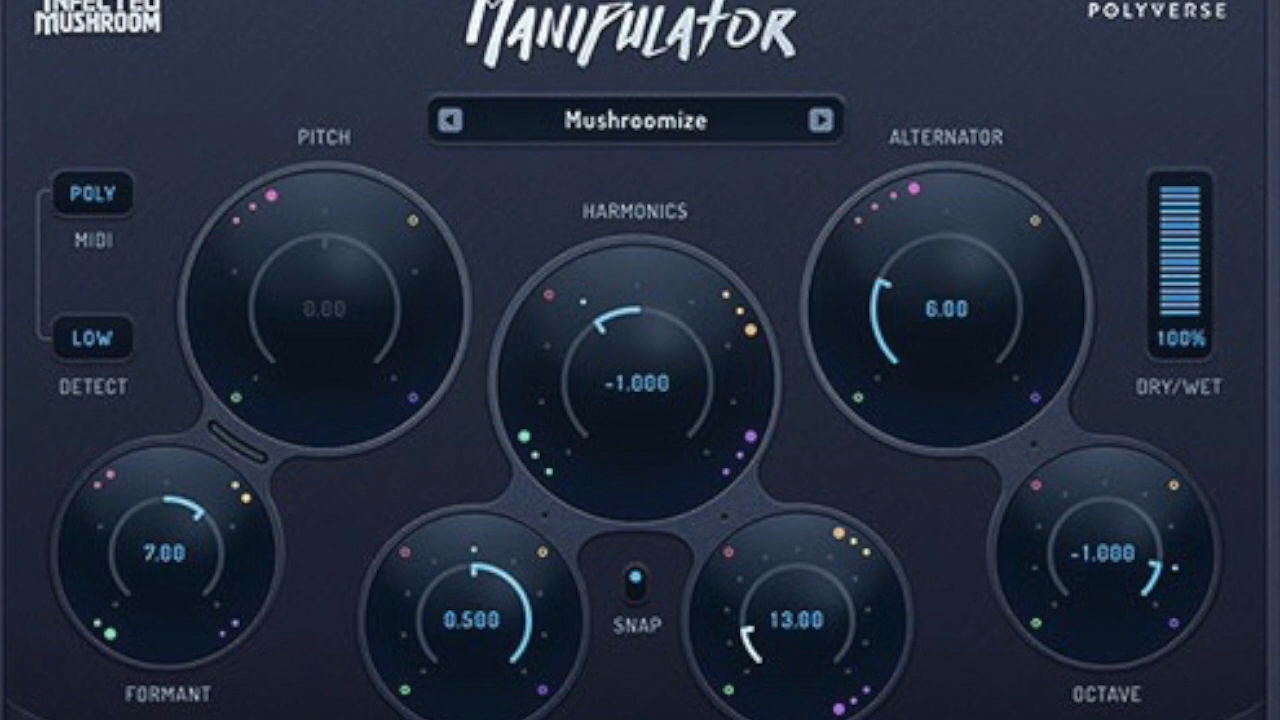 INFECTED
MUSHROOM
MANIPULATOR
POLYVERSE
Mushroomize
PITCH
ALTERNATOR
POLY
MIDI
HARMONICS
0.00
6.00
100%
LOW
DETECT
DRY/WET
-1.000
7.00
-1.000
0.500
SNAP
13.00
FORMANT
OCTAVE